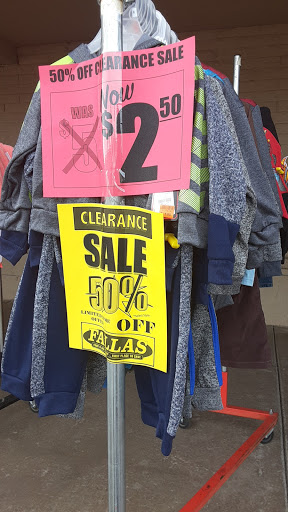 50% OFF CLEARANCE SALE
WAS
Now
$5
$2 50
CLEARANCE
SALE
50%
OFF
FALLAS